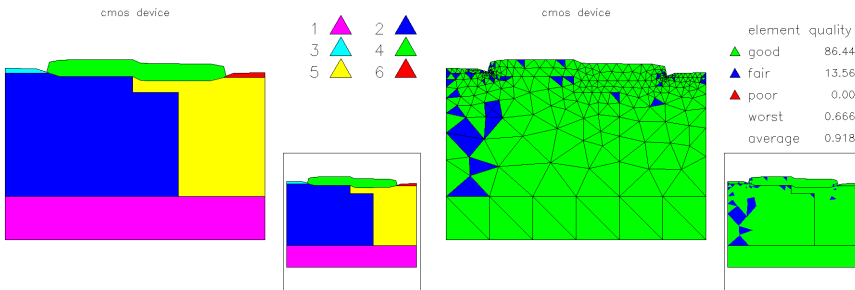 cmos device
1 2
3 4
5 6
cmos device
element quality
good 86.44
fair 13.56
poor 0.00
worst 0.666
average 0.918